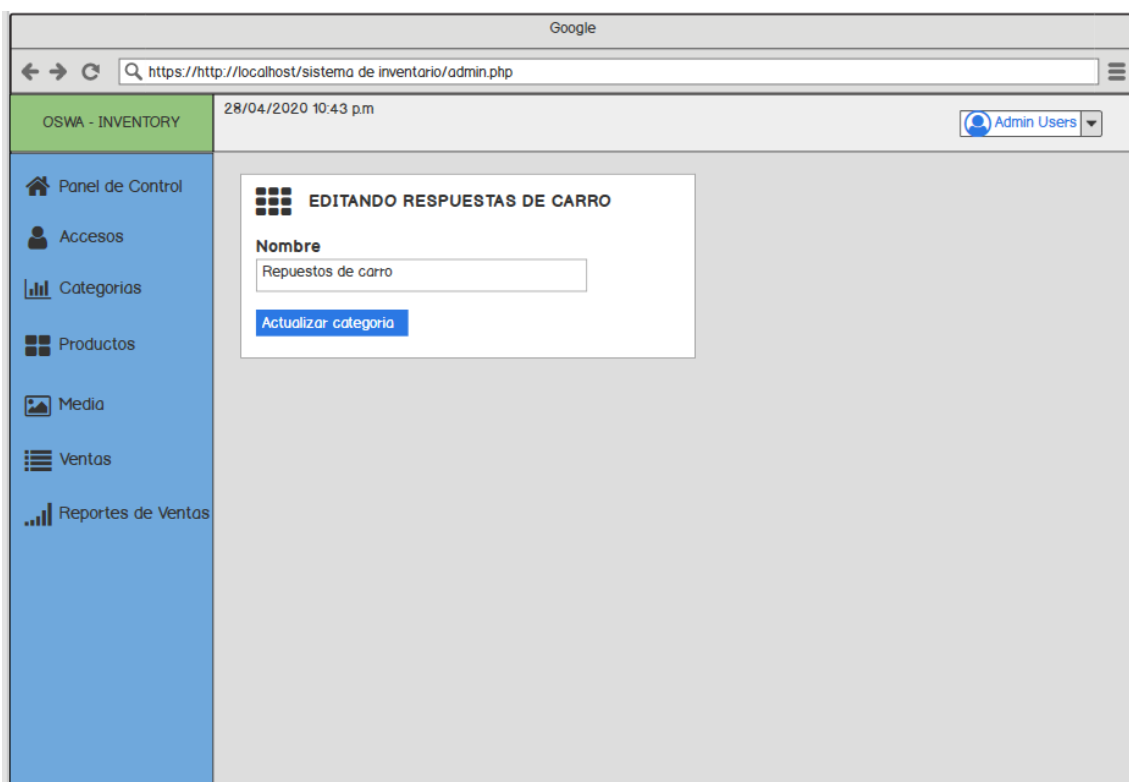 Google
https://http://localhost/sistema de inventario/admin.php
OSWA - INVENTORY
28/04/2020 10:43 p.m
Admin Users
Panel de Control
Accesos
Categorias
Productos
Media
Ventas
Reportes de Ventas
EDITANDO RESPUESTAS DE CARRO
Nombre
Repuestos de carro
Actualizar categoria